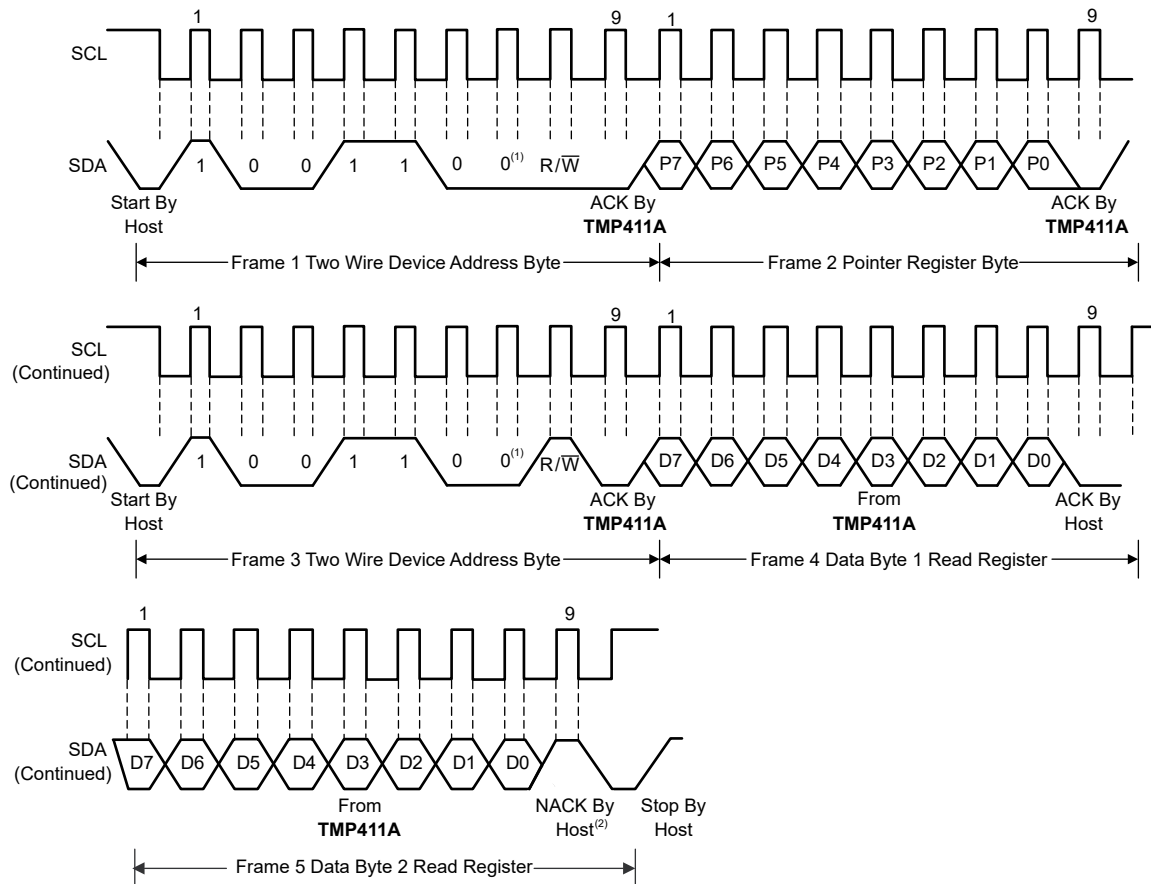 1 9 1 9
SCL
SDA 1 0 0 1 1 0 0(1) R/W̅ P7 P6 P5 P4 P3 P2 P1 P0
Start By
Host
ACK By
TMP411A
ACK By
TMP411A
Frame 1 Two Wire Device Address Byte Frame 2 Pointer Register Byte
1 9 1 9
SCL
(Continued)
SDA
(Continued)
1 0 0 1 1 0 0(1) R/W̅ D7 D6 D5 D4 D3 D2 D1 D0
Start By
Host
ACK By
TMP411A
From
TMP411A
ACK By
Host
Frame 3 Two Wire Device Address Byte Frame 4 Data Byte 1 Read Register
1 9
SCL
(Continued)
SDA
(Continued)
D7 D6 D5 D4 D3 D2 D1 D0
From
TMP411A
NACK By
Host(2)
Stop By
Host
Frame 5 Data Byte 2 Read Register